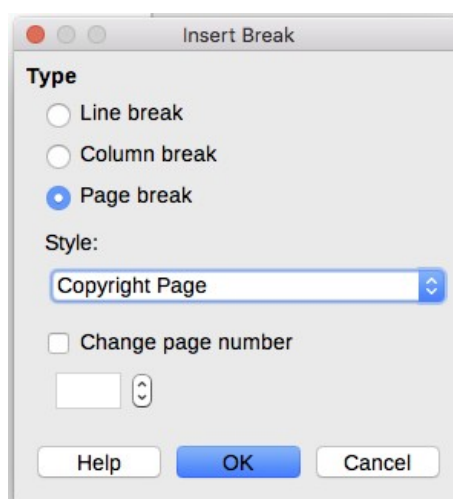 Insert Break
Type
Line break
Column break
Page break
Style:
Copyright Page
Change page number
Help OK Cancel